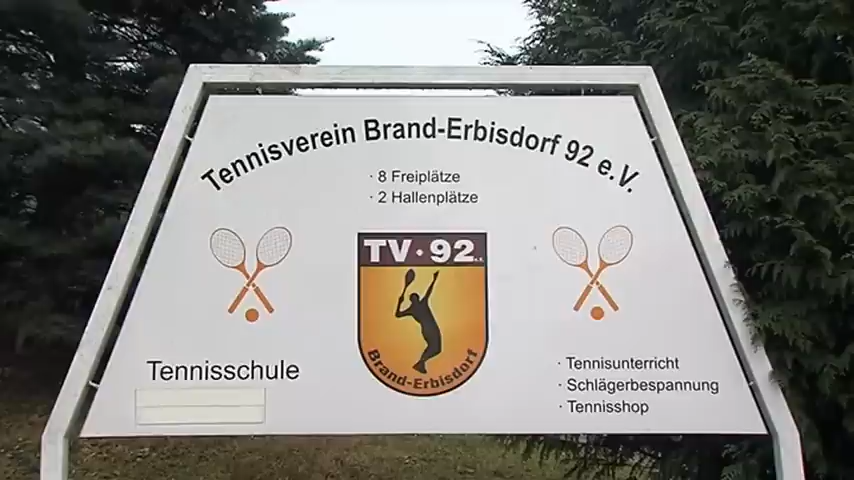 Tennisverein Brand-Erbisdorf 92 e.V.
· 8 Freiplätze
· 2 Hallenplätze
TV · 92 e.V.
Brand-Erbisdorf
Tennisschule
· Tennisunterricht
· Schlägerbespannung
· Tennisshop